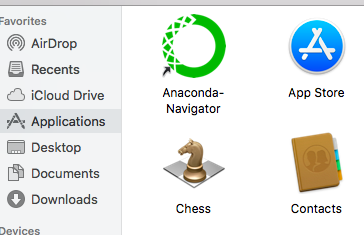 Favorites
AirDrop
Recents
iCloud Drive
Applications
Desktop
Documents
Downloads
Devices
Anaconda-
Navigator
App Store
Chess
Contacts